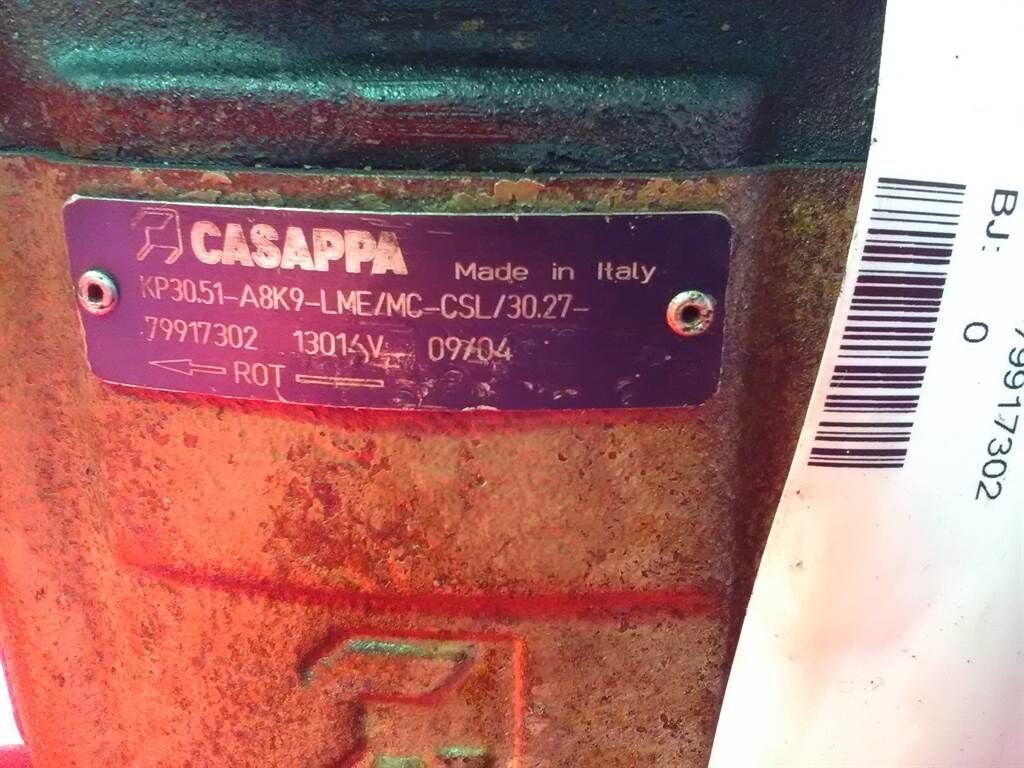 CASAPPA Made in Italy
KP30.51-A8K9-LME/MC-CSL/30.27-
79917302 13014V 09/04
ROT
BJ: 0
79917302